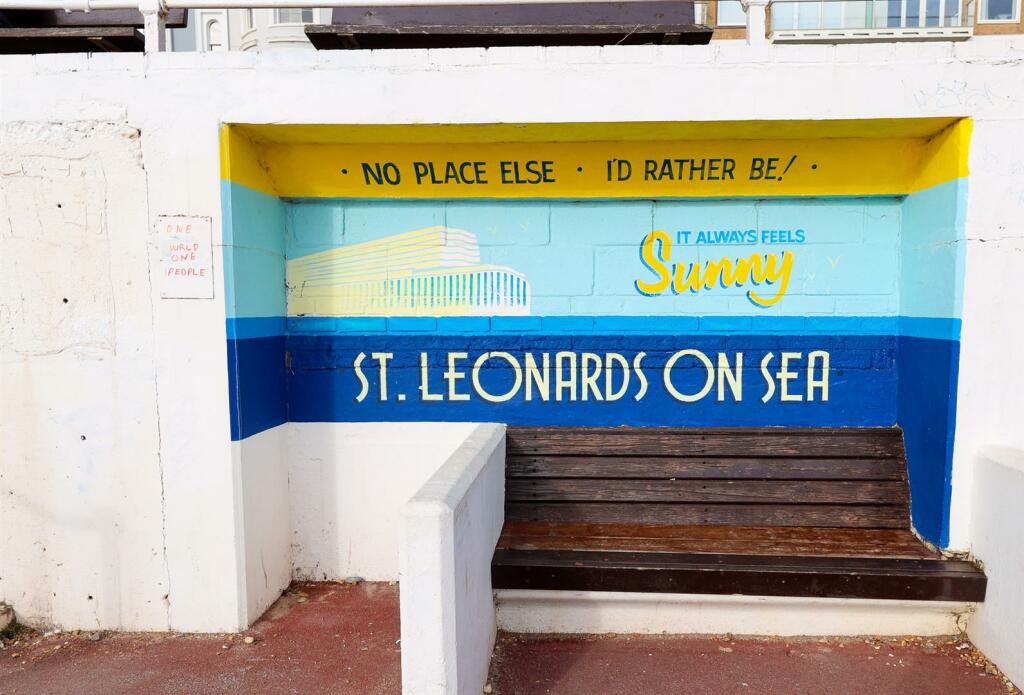 • NO PLACE ELSE • I'D RATHER BE! •
ONE
WORLD
ONE
PEOPLE
IT ALWAYS FEELS
Sunny
ST. LEONARDS ON SEA